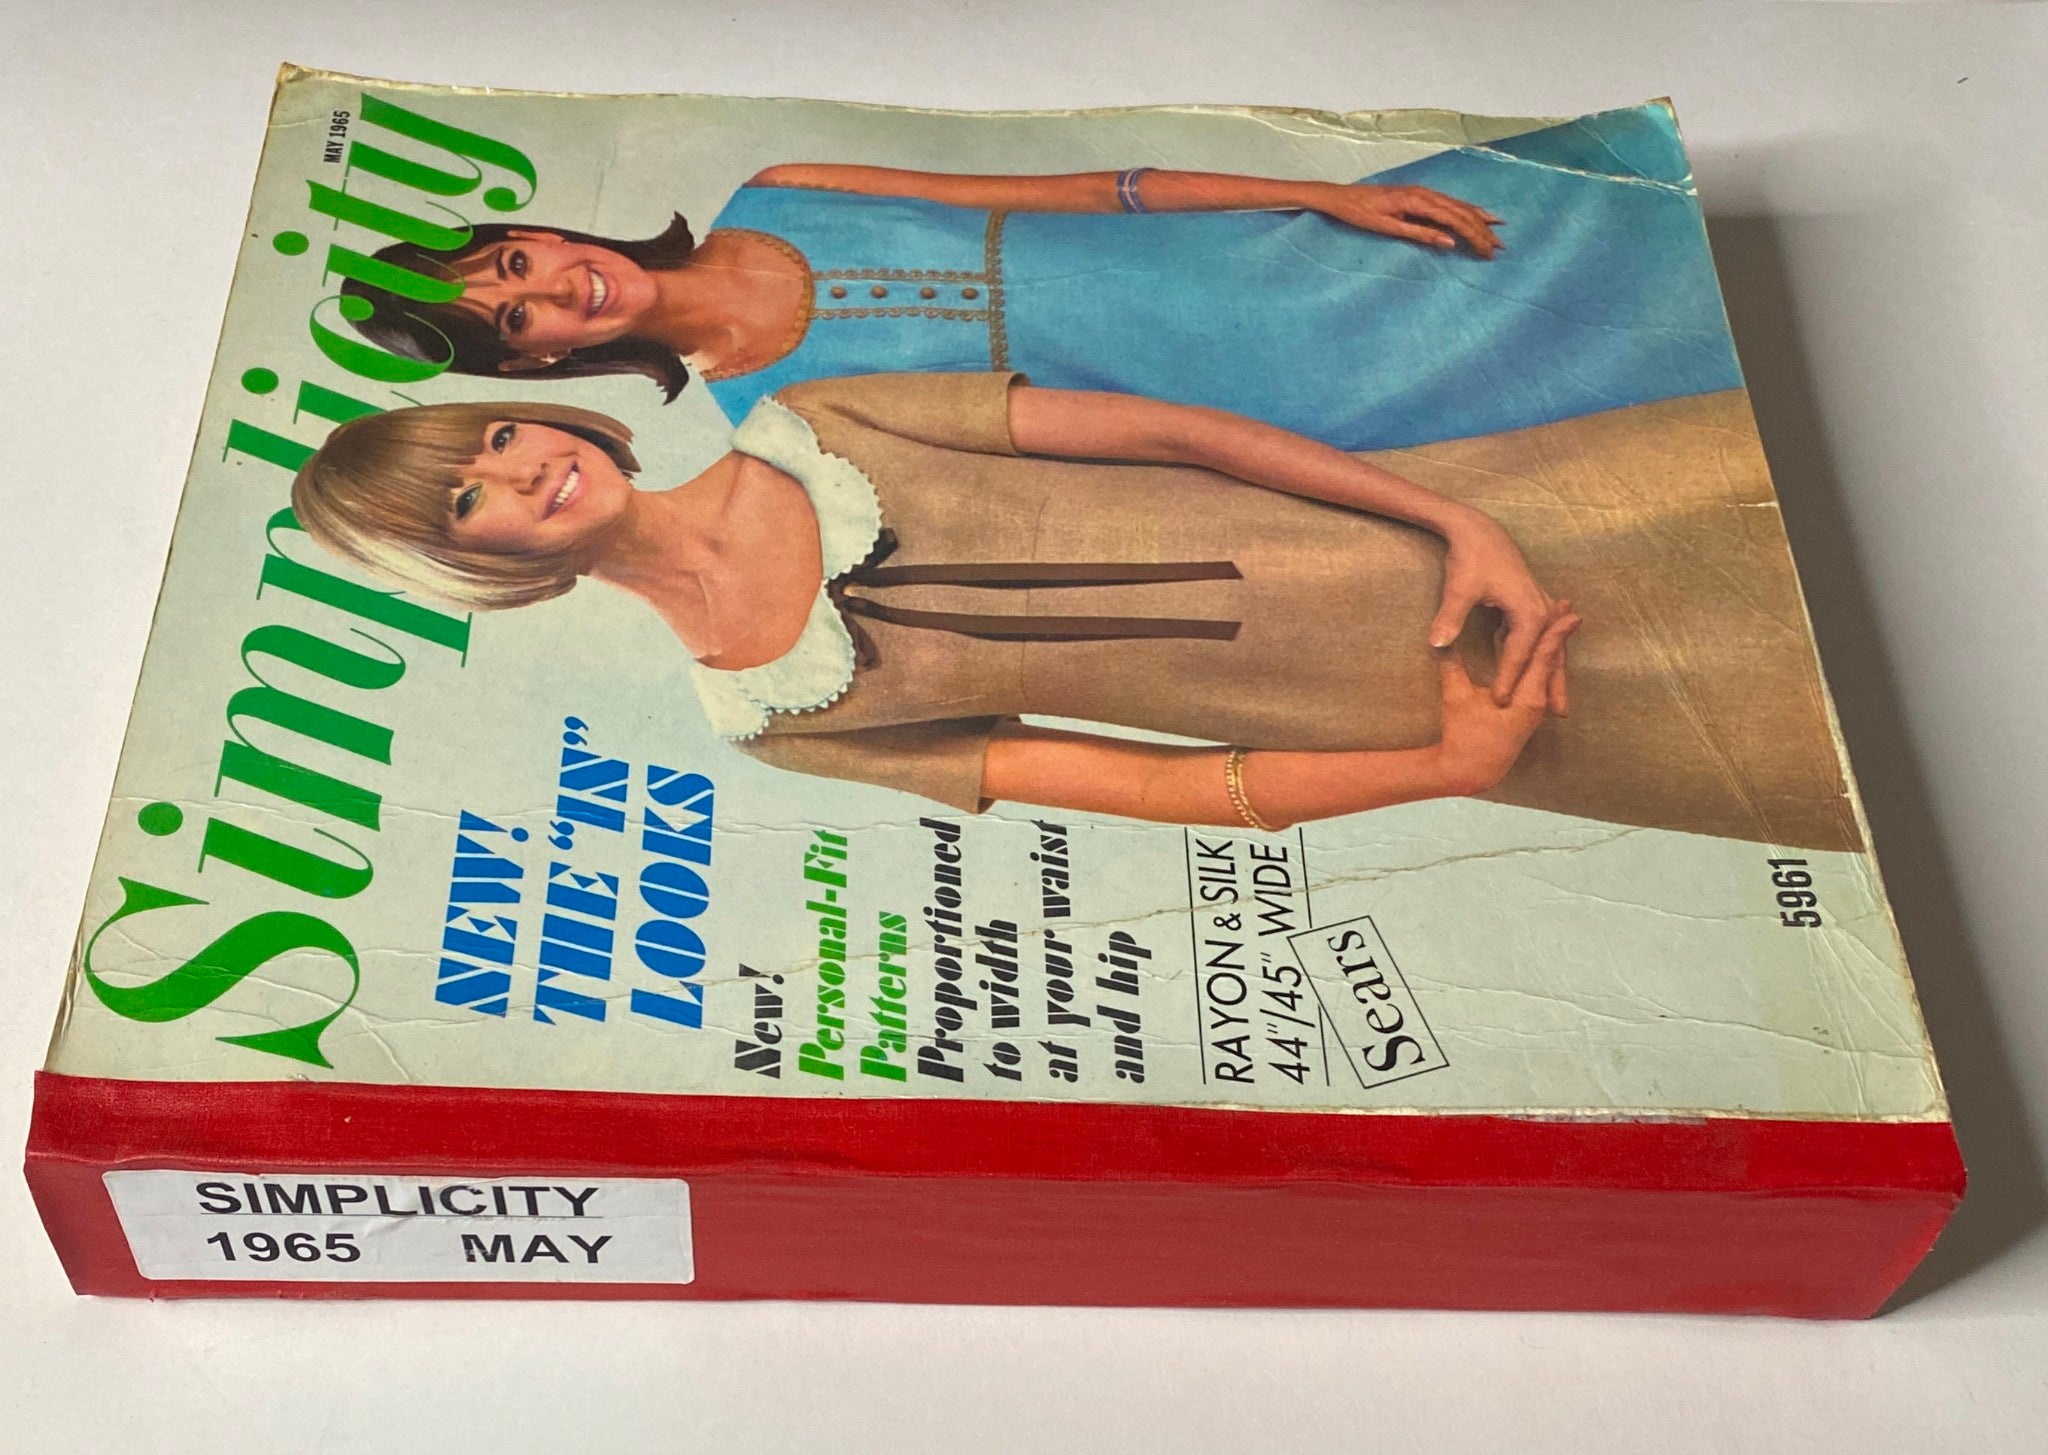 MAY 1965
Simplicity
NEW!
THE “IN”
LOOKS
New!
Personal-Fit
Patterns
Proportioned
to width
at your waist
and hip
RAYON & SILK
44"/45" WIDE
Sears
5961
SIMPLICITY
1965 MAY